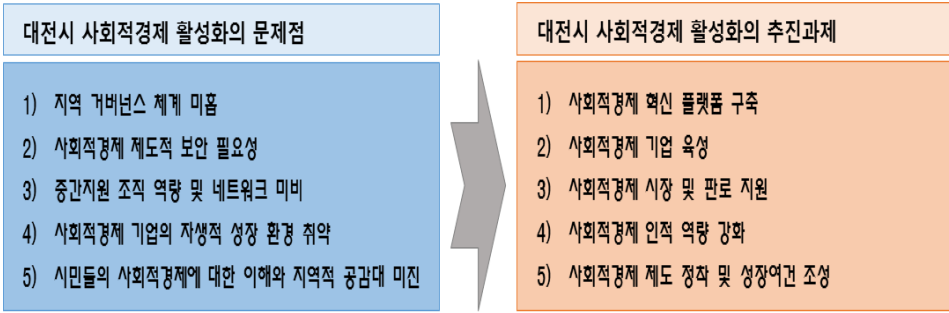 대전시 사회적경제 활성화의 문제점
1) 지역 거버넌스 체계 미흡
2) 사회적경제 제도적 보안 필요성
3) 중간지원 조직 역량 및 네트워크 미비
4) 사회적경제 기업의 자생적 성장 환경 취약
5) 시민들의 사회적경제에 대한 이해와 지역적 공감대 미진
대전시 사회적경제 활성화의 추진과제
1) 사회적경제 혁신 플랫폼 구축
2) 사회적경제 기업 육성
3) 사회적경제 시장 및 판로 지원
4) 사회적경제 인적 역량 강화
5) 사회적경제 제도 정착 및 성장여건 조성